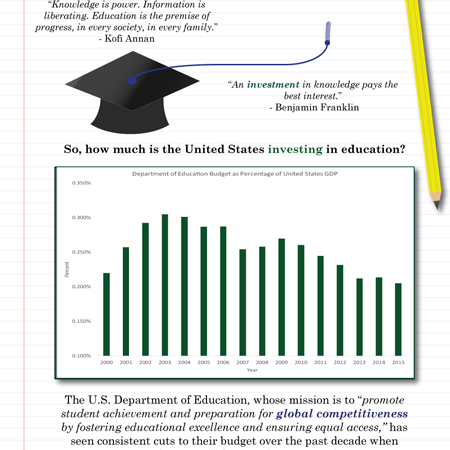 “Knowledge is power. Information is
liberating. Education is the premise of
progress, in every society, in every family.”
- Kofi Annan
“An investment in knowledge pays the
best interest.”
- Benjamin Franklin
So, how much is the United States investing in education?
Department of Education Budget as Percentage of United States GDP
0.350%
0.300%
0.250%
0.200%
0.150%
0.100%
Percent
2000 2001 2002 2003 2004 2005 2006 2007 2008 2009 2010 2011 2012 2013 2014 2015
Year
The U.S. Department of Education, whose mission is to “promote
student achievement and preparation for global competitiveness
by fostering educational excellence and ensuring equal access,” has
seen consistent cuts to their budget over the past decade when